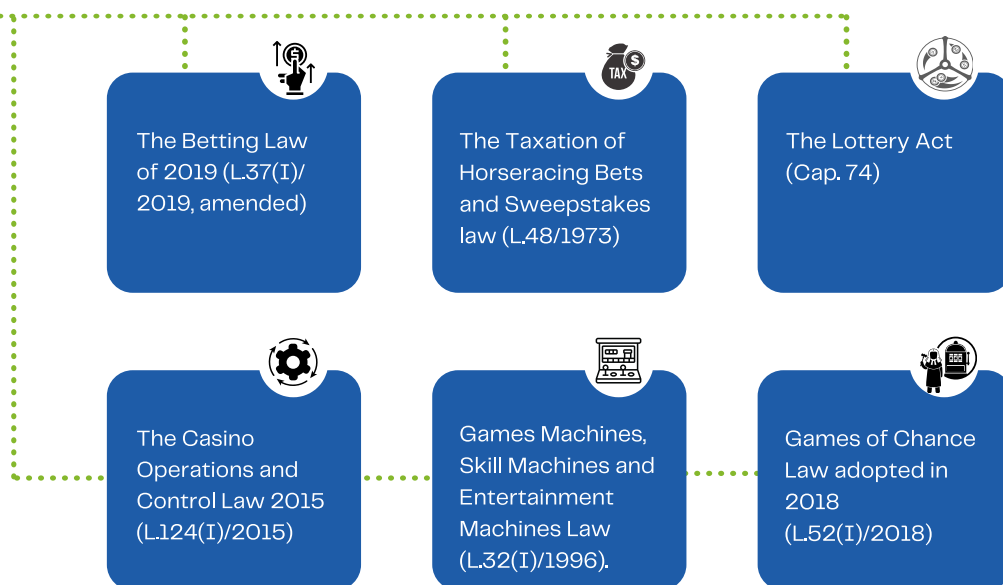 The Betting Law
of 2019 (L.37(I)/
2019, amended)
TAX
The Taxation of
Horseracing Bets
and Sweepstakes
law (L.48/1973)
The Lottery Act
(Cap. 74)
The Casino
Operations and
Control Law 2015
(L.124(I)/2015)
Games Machines,
Skill Machines and
Entertainment
Machines Law
(L.32(I)/1996).
Games of Chance
Law adopted in
2018
(L.52(I)/2018)